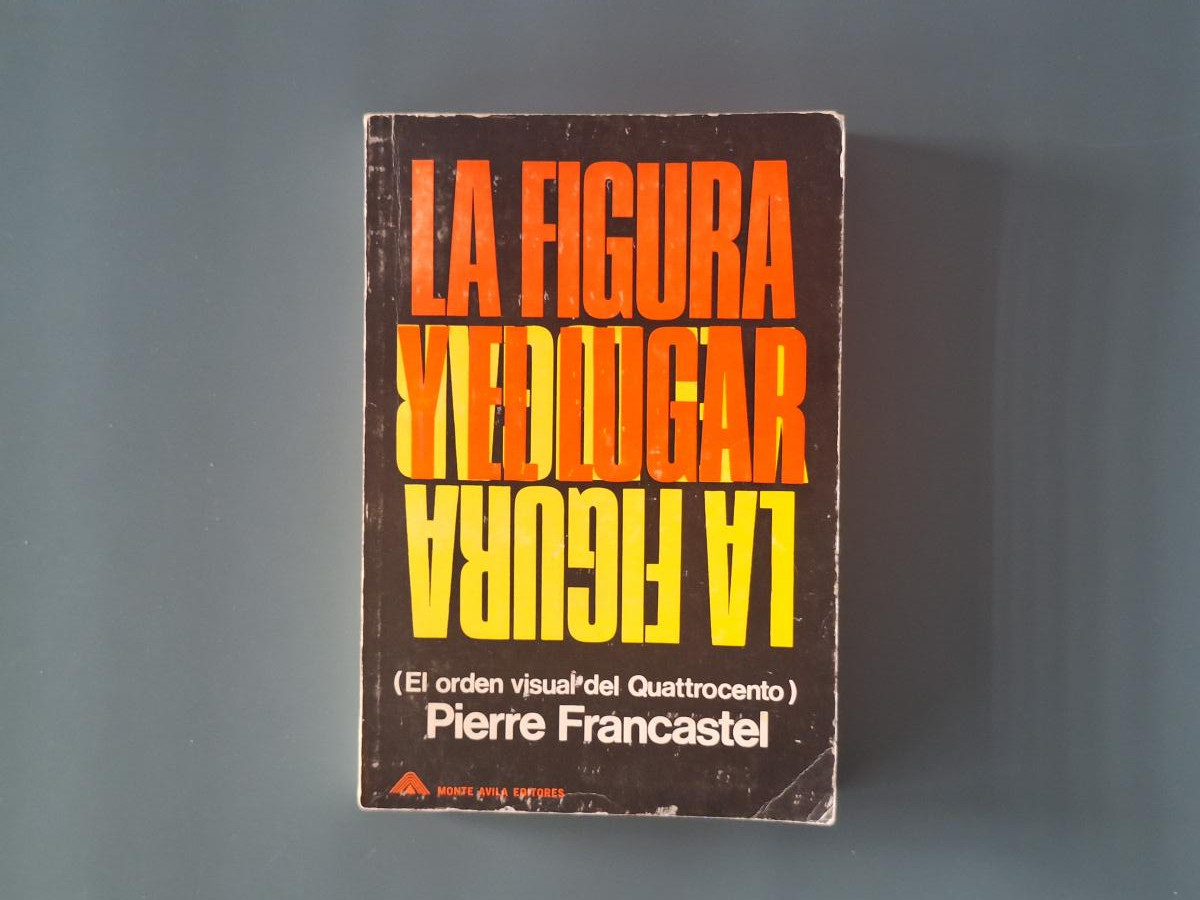 LA FIGURA
Y EL LUGAR
LA FIGURA
(El orden visual del Quattrocento)
Pierre Francastel
MONTE AVILA EDITORES